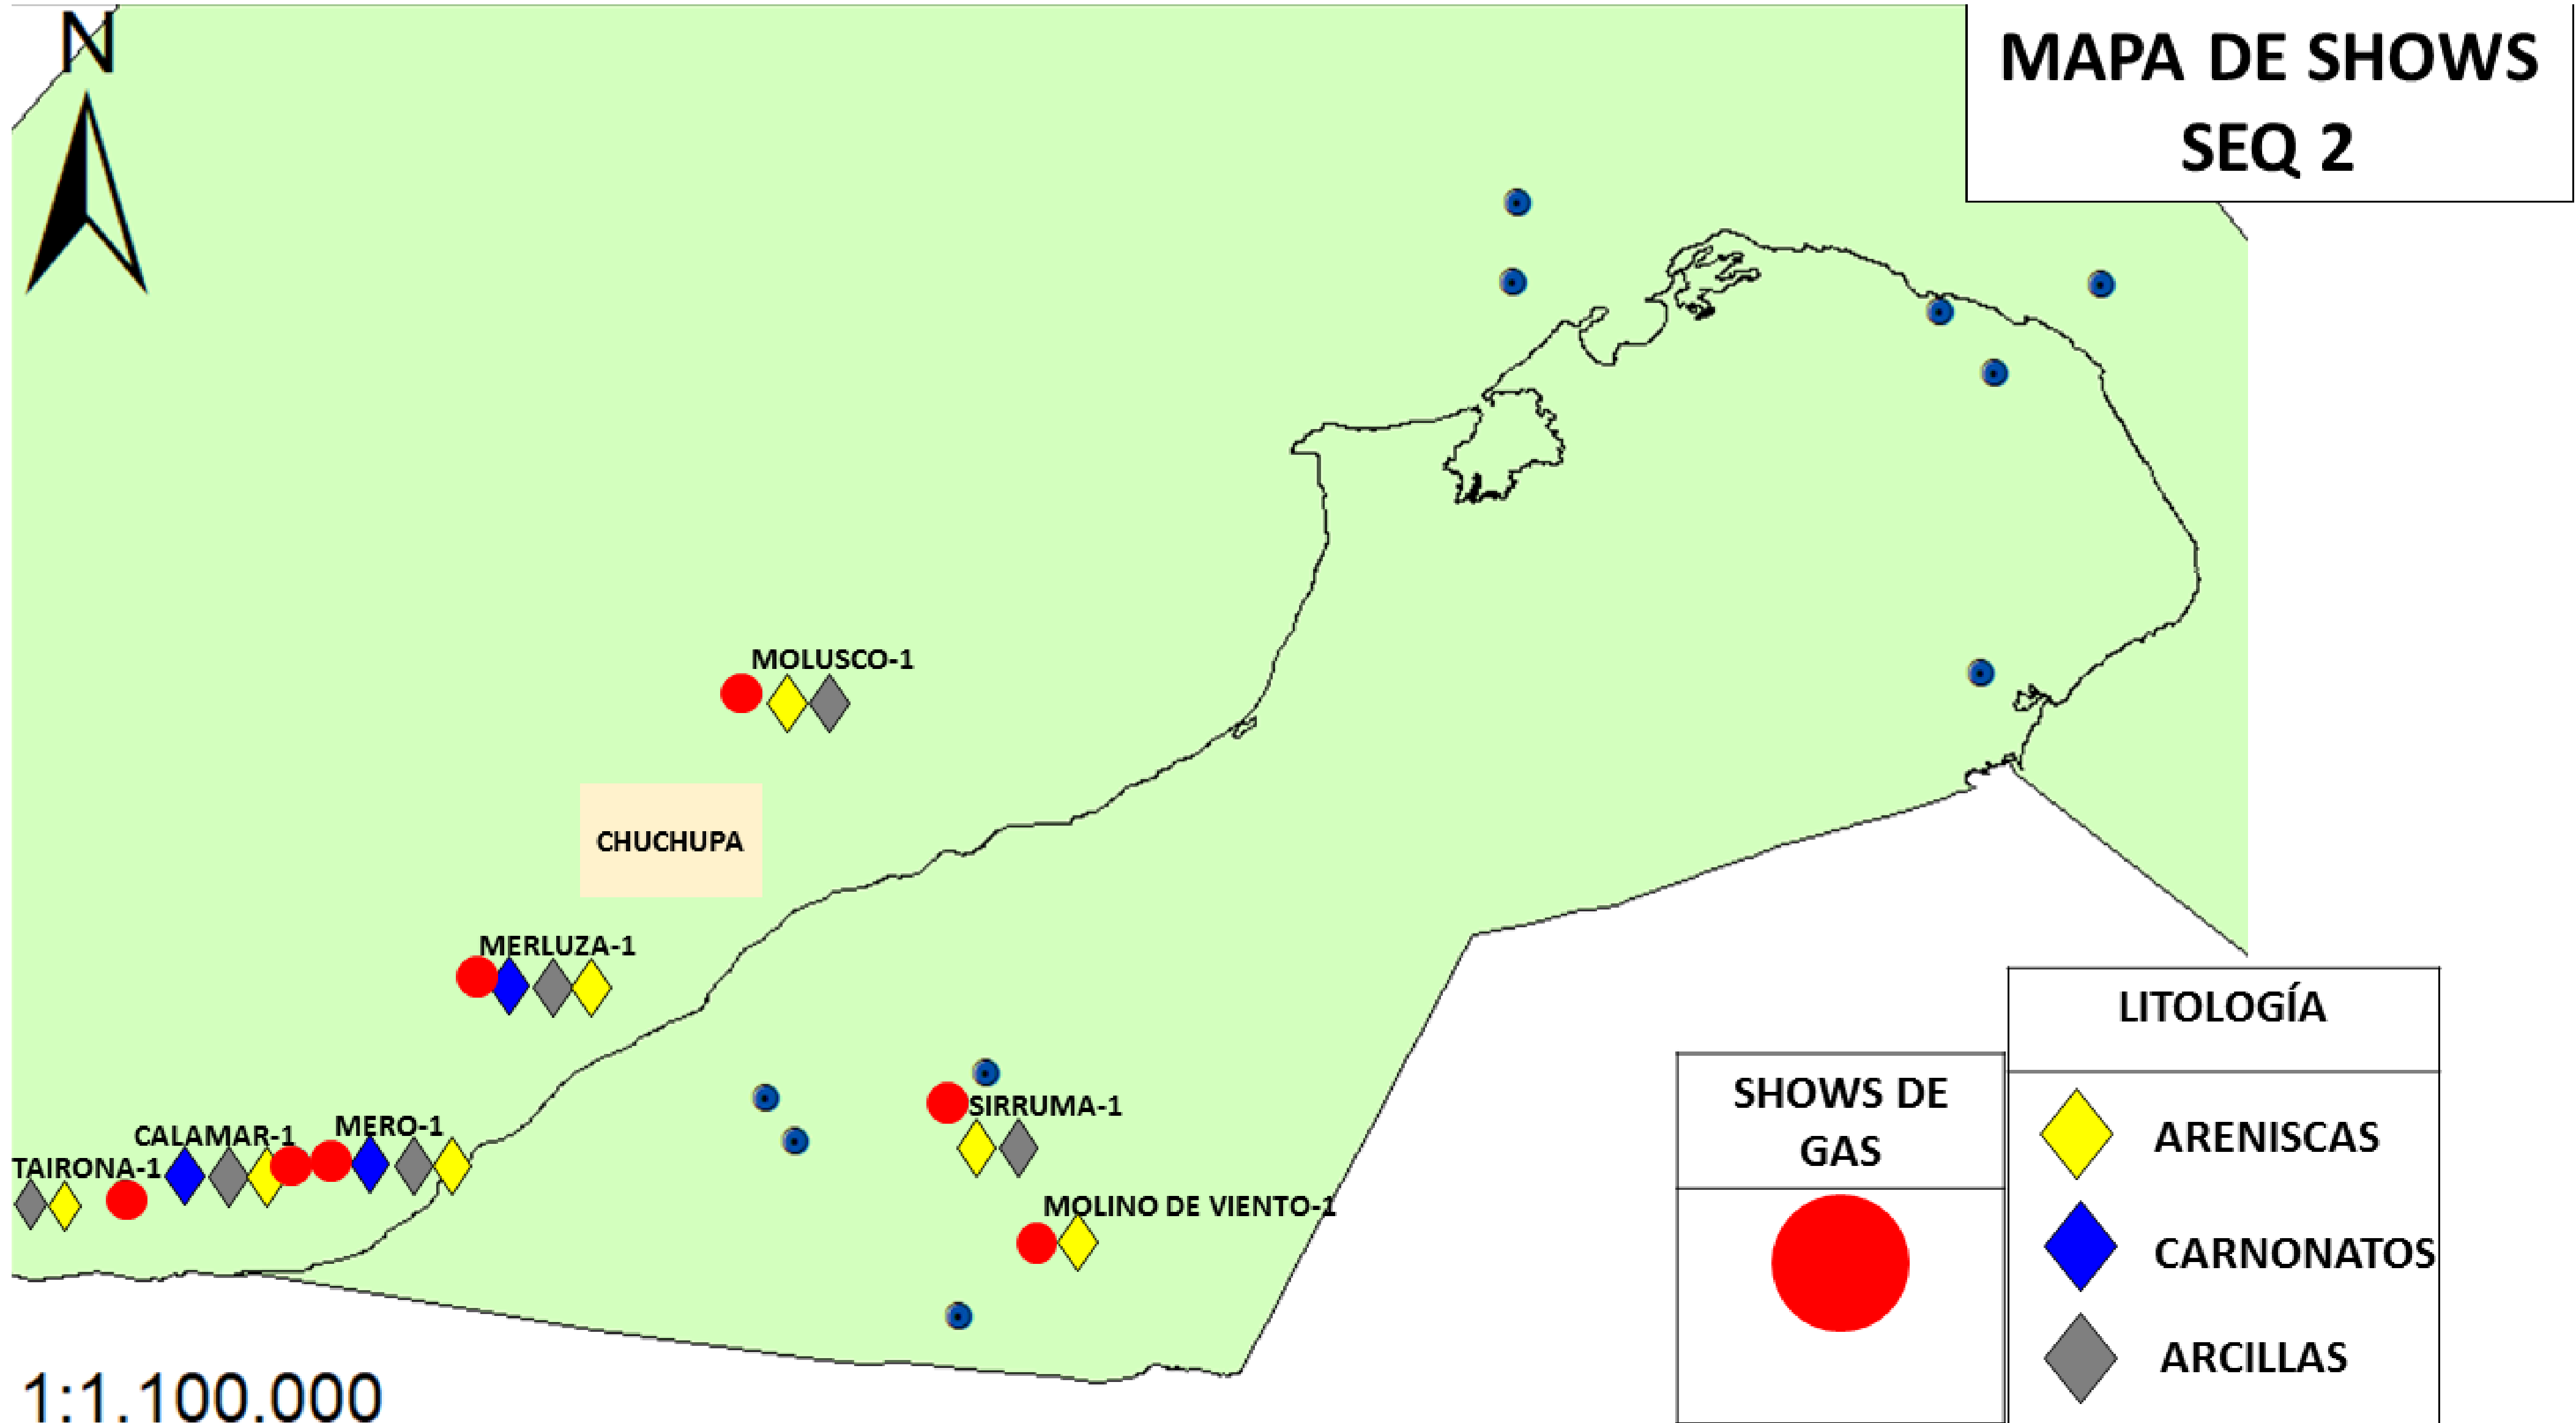 N
MAPA DE SHOWS
SEQ 2
MOLUSCO-1
CHUCHUPA
MERLUZA-1
SIRRUMA-1
CALAMAR-1
MERO-1
TAIRONA-1
MOLINO DE VIENTO-1
1:1.100.000
SHOWS DE
GAS
LITOLOGÍA
ARENISCAS
CARNONATOS
ARCILLAS